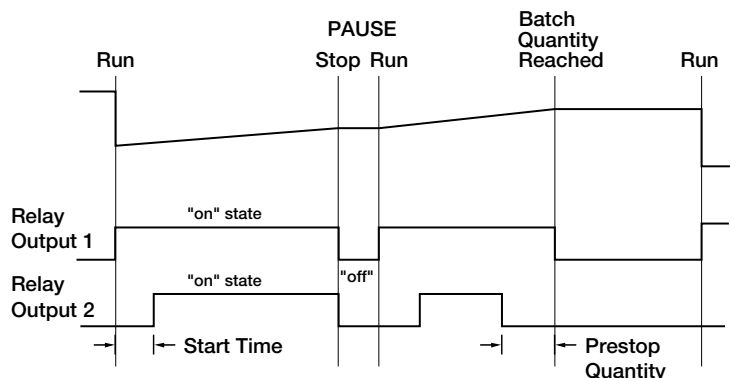 PAUSE
Batch
Quantity
Reached
Run
Stop
Run
Run
Relay
Output 1
"on" state
Relay
Output 2
"on" state
"off"
Start Time
Prestop
Quantity